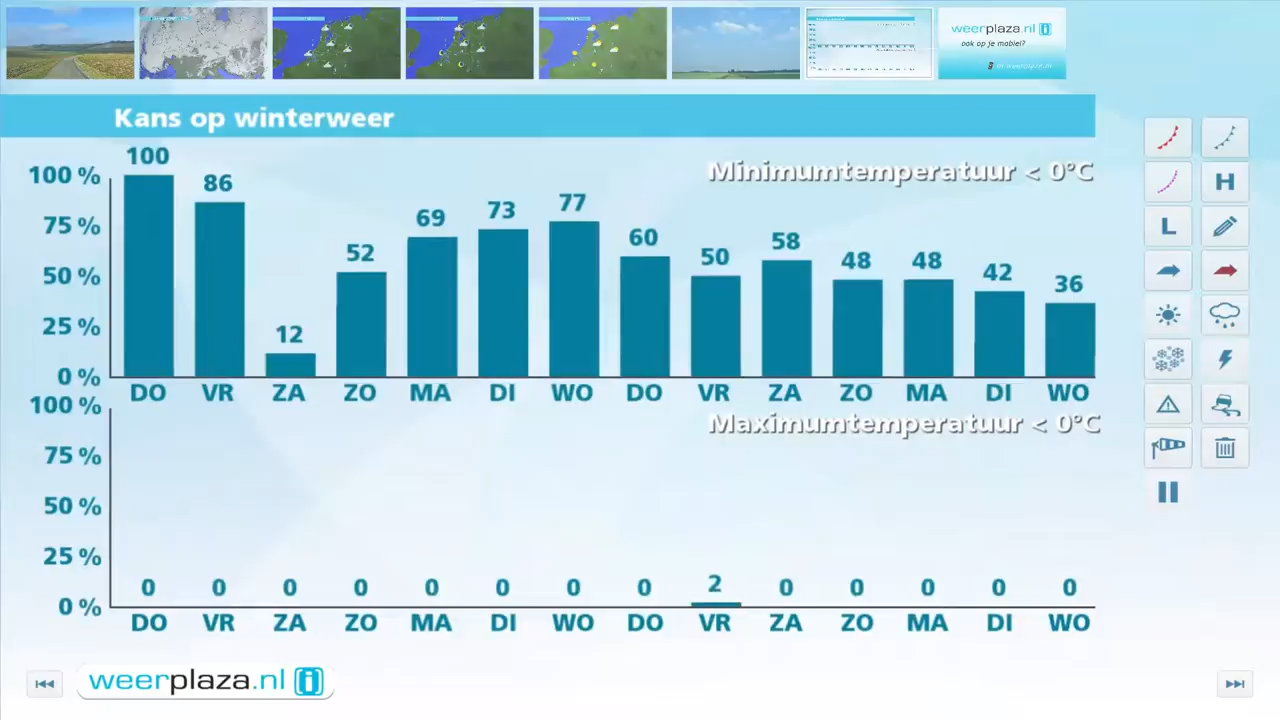 weerplaza.nl i
ook op je mobiel?
Kans op winterweer
Minimumtemperatuur < 0°C
100 %
75 %
50 %
25 %
0 %
100 86 12 52 69 73 77 60 50 58 48 48 42 36
DO VR ZA ZO MA DI WO DO VR ZA ZO MA DI WO
Maximumtemperatuur < 0°C
100 %
75 %
50 %
25 %
0 %
0 0 0 0 0 0 0 0 2 0 0 0 0 0
DO VR ZA ZO MA DI WO DO VR ZA ZO MA DI WO
H
L
weerplaza.nl i